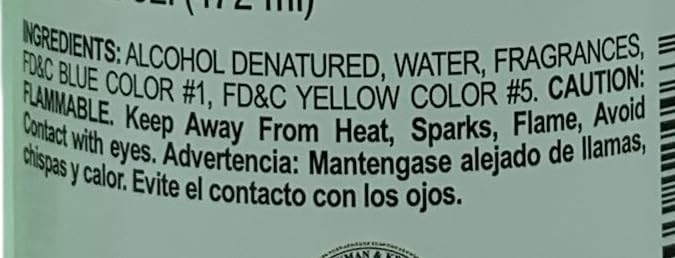 (472 ml)
INGREDIENTS: ALCOHOL DENATURED, WATER, FRAGRANCES,
FD&C BLUE COLOR #1, FD&C YELLOW COLOR #5. CAUTION:
FLAMMABLE. Keep Away From Heat, Sparks, Flame, Avoid
Contact with eyes. Advertencia: Mantengase alejado de llamas,
chispas y calor. Evite el contacto con los ojos.